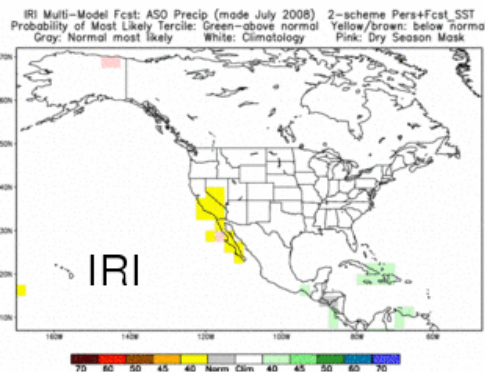 IRI Multi-Model Fcst: ASO Precip (made July 2008) 2-scheme Pers+Fcst_SST
Probability of Most Likely Tercile: Green-above normal Yellow/brown: below norma
Gray: Normal most likely White: Climatology Pink: Dry Season Mask
70N
60N
50N
40N
30N
20N
10N
IRI
160W 140W 120W 100W 80W 60W
70 60 50 45 40 Norm Clim 40 45 50 60 70